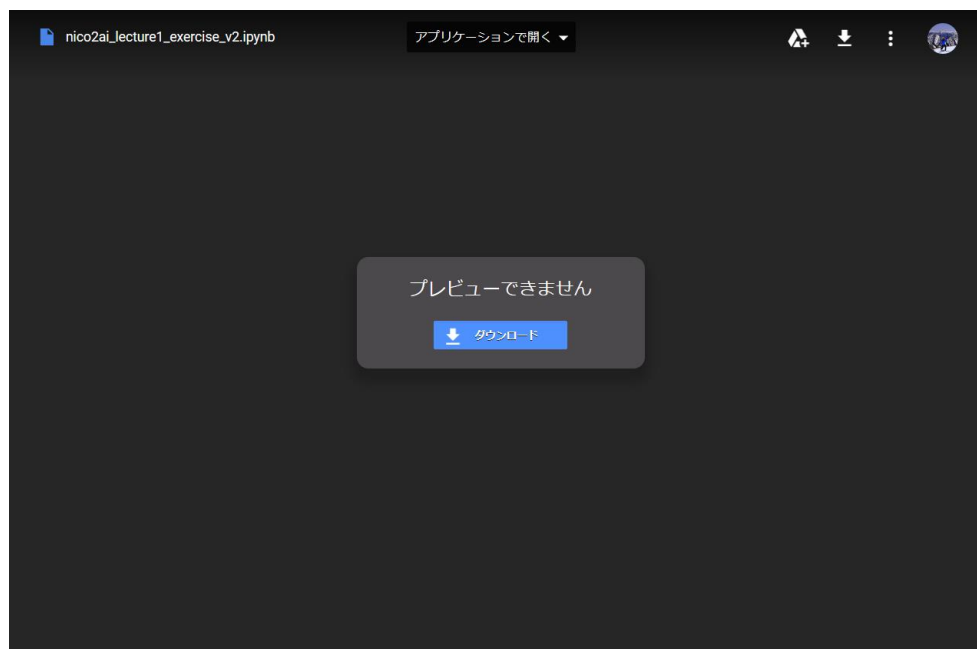 nico2ai_lecture1_exercise_v2.ipynb
アプリケーションで開く
プレビューできません
ダウンロード